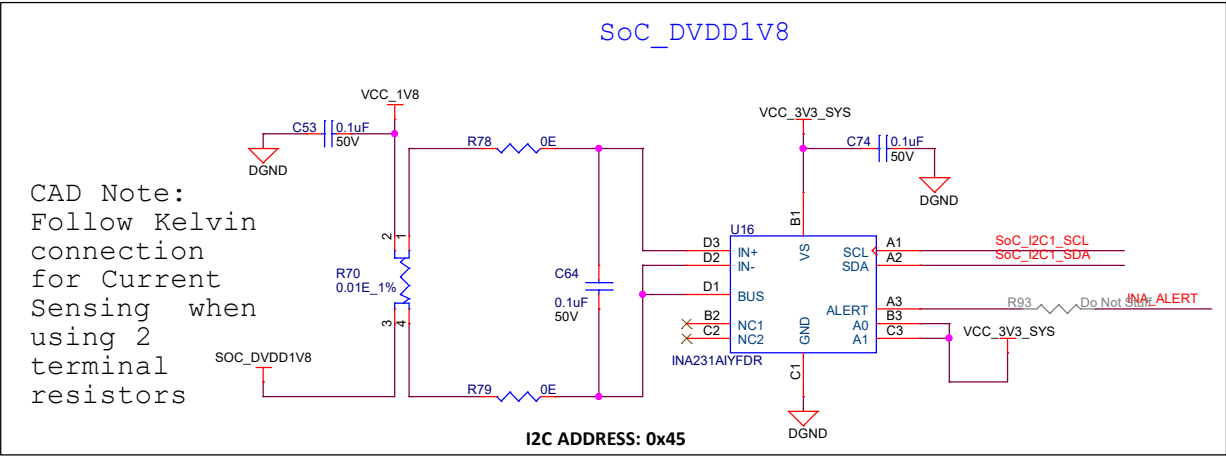 SoC_DVDD1V8
VCC_1V8
C53 0.1uF
50V
DGND
R78 0E
VCC_3V3_SYS
C74 0.1uF
50V
DGND
CAD Note:
Follow Kelvin
connection
for Current
Sensing when
using 2
terminal
resistors
2 1
R70
0.01E_1%
3 4
SOC_DVDD1V8
C64
0.1uF
50V
R79 0E
U16
B1
VS
D3 IN+
D2 IN-
D1 BUS
B2 NC1
C2 NC2
GND
C1
INA231AIYFDR
SCL A1 SoC_I2C1_SCL
SDA A2 SoC_I2C1_SDA
ALERT A3 R93 Do Not Stuff INA_ALERT
A0 B3
A1 C3
VCC_3V3_SYS
DGND
I2C ADDRESS: 0x45